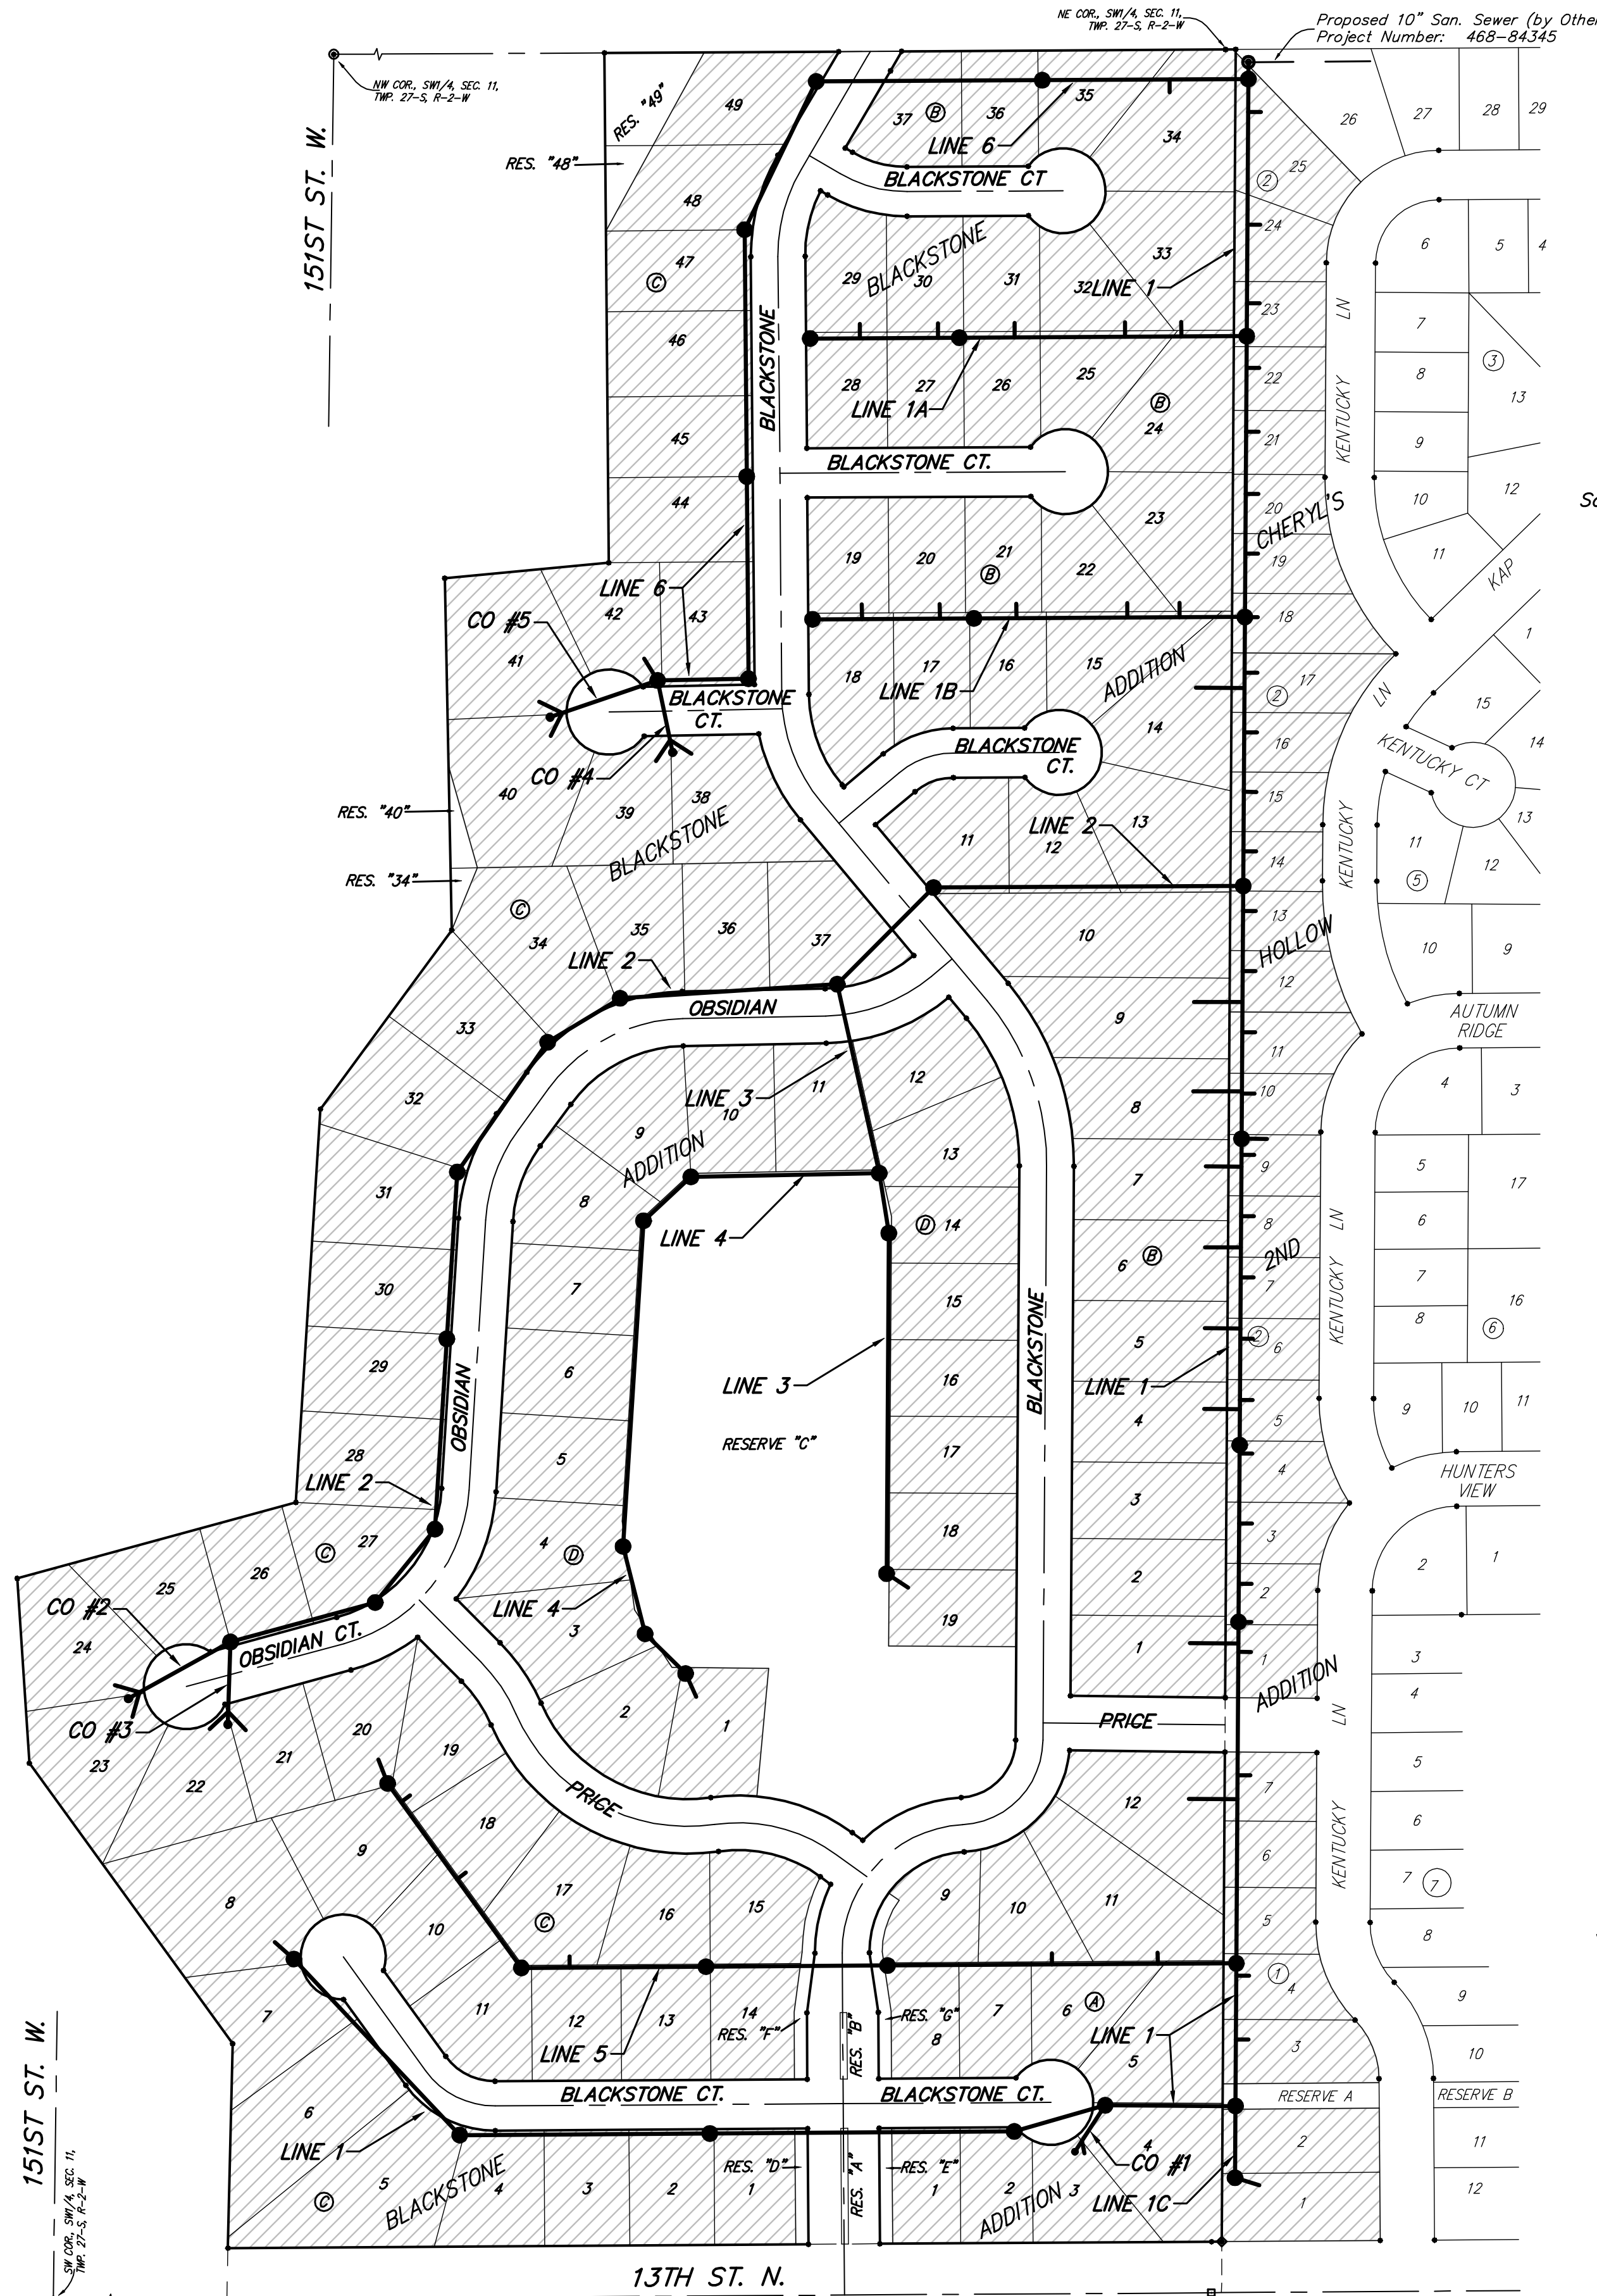 NE COR., SW1/4, SEC. 11,
TWP. 27-S, R-2-W
Proposed 10" San. Sewer (by Othe
Project Number: 468-84345
NW COR., SW1/4, SEC. 11,
TWP. 27-S, R-2-W
151ST ST. W.
RES. "49"
49
RES. "48"
48
37
B
36
35
34
LINE 6
BLACKSTONE CT
26
27
28
29
25
2
24
47
C
46
45
44
BLACKSTONE
BLACKSTONE
29
30
31
32
33
LINE 1
23
6
5
4
7
8
3
13
9
10
12
11
KAP
LN
KENTUCKY
28
27
26
25
B
24
LINE 1A
22
21
BLACKSTONE CT.
23
20
CHERYL'S
19
19
20
21
B
22
18
LINE 6
42
43
CO #5
41
BLACKSTONE
CT.
CO #4
18
17
16
15
LINE 1B
ADDITION
14
2
17
16
LN
1
15
14
KENTUCKY CT
13
BLACKSTONE
CT.
40
39
38
RES. "40"
BLACKSTONE
RES. "34"
11
12
13
LINE 2
15
14
KENTUCKY
11
5
12
C
34
35
36
37
LINE 2
10
13
HOLLOW
12
10
9
OBSIDIAN
33
9
AUTUMN
RIDGE
11
32
LINE 3
9
10
11
12
8
10
4
3
ADDITION
13
7
9
5
17
31
8
D
14
LINE 4
6
B
8
2ND
LN
6
30
7
15
7
KENTUCKY
7
16
29
6
LINE 3
16
5
2
6
8
6
OBSIDIAN
BLACKSTONE
LINE 1
RESERVE "C"
4
5
9
10
11
28
5
17
LINE 2
3
4
HUNTERS
VIEW
C
27
26
25
4
D
18
2
3
2
1
CO #2
24
LINE 4
3
19
2
OBSIDIAN CT.
1
1
ADDITION
3
4
CO #3
23
22
21
20
19
2
1
PRICE
LN
5
PRICE
18
12
7
6
KENTUCKY
8
9
10
17
C
16
15
9
10
11
6
5
7
7
8
7
11
12
13
14
RES. "F"
RES. "B"
RES. "G"
8
7
6
A
1
4
9
LINE 5
LINE 1
5
3
10
BLACKSTONE CT.
BLACKSTONE CT.
RESERVE A
RESERVE B
6
LINE 1
4
CO #1
2
11
5
C
BLACKSTONE
4
3
2
1
RES. "D"
RES. "A"
RES. "E"
1
2
3
ADDITION
LINE 1C
1
12
151ST ST. W.
SW COR., SW1/4, SEC. 11,
TWP. 27-S, R-2-W
13TH ST. N.